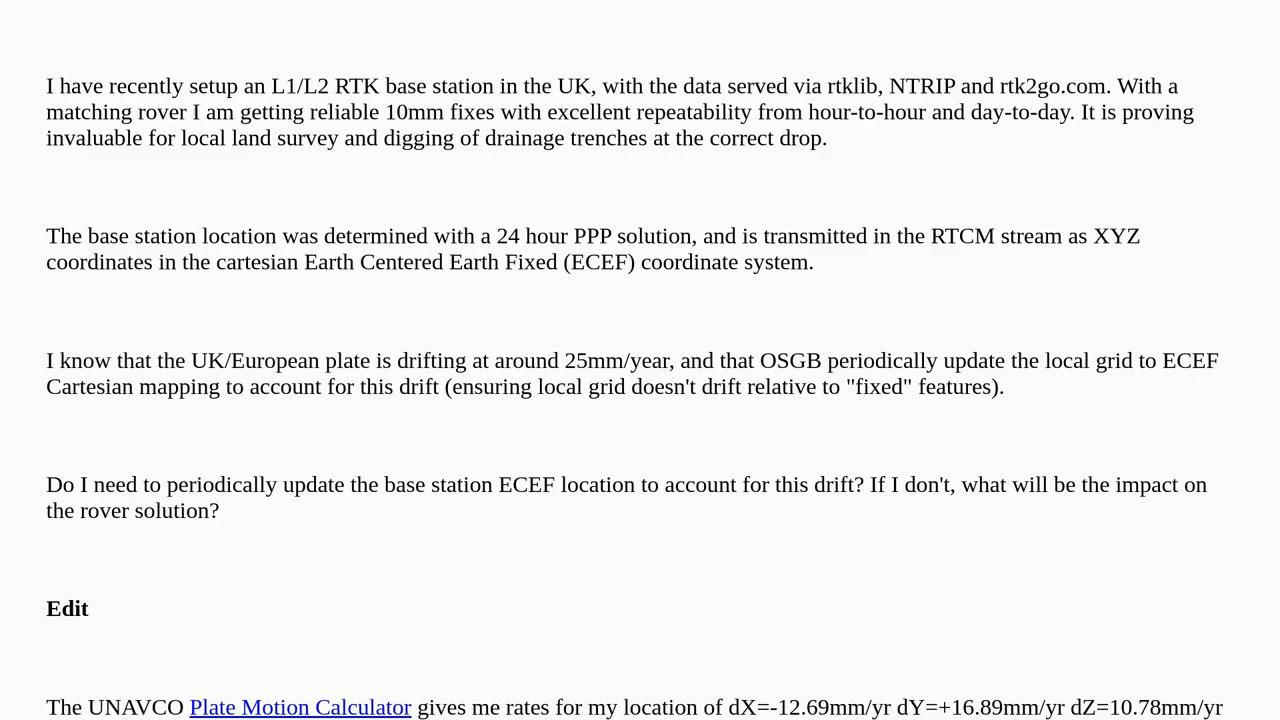 I have recently setup an L1/L2 RTK base station in the UK, with the data served via rtklib, NTRIP and rtk2go.com. With a
matching rover I am getting reliable 10mm fixes with excellent repeatability from hour-to-hour and day-to-day. It is proving
invaluable for local land survey and digging of drainage trenches at the correct drop.
The base station location was determined with a 24 hour PPP solution, and is transmitted in the RTCM stream as XYZ
coordinates in the cartesian Earth Centered Earth Fixed (ECEF) coordinate system.
I know that the UK/European plate is drifting at around 25mm/year, and that OSGB periodically update the local grid to ECEF
Cartesian mapping to account for this drift (ensuring local grid doesn't drift relative to "fixed" features).
Do I need to periodically update the base station ECEF location to account for this drift? If I don't, what will be the impact on
the rover solution?
Edit
The UNAVCO Plate Motion Calculator gives me rates for my location of dX=-12.69mm/yr dY=+16.89mm/yr dZ=10.78mm/yr